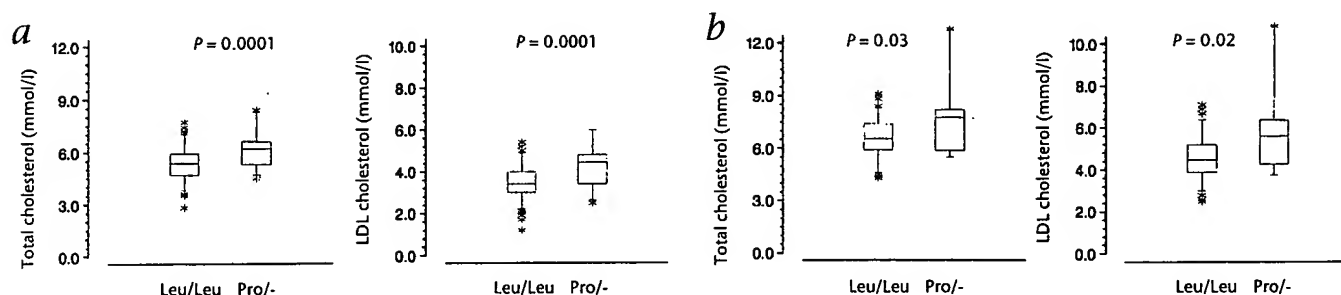 a
Total cholesterol (mmol/l)
12.0
9.0
6.0
3.0
0.0
P = 0.0001
Leu/Leu Pro/-
LDL cholesterol (mmol/l)
10.0
8.0
6.0
4.0
2.0
0.0
P = 0.0001
Leu/Leu Pro/-
b
Total cholesterol (mmol/l)
12.0
9.0
6.0
3.0
0.0
P = 0.03
Leu/Leu Pro/-
LDL cholesterol (mmol/l)
10.0
8.0
6.0
4.0
2.0
0.0
P = 0.02
Leu/Leu Pro/-